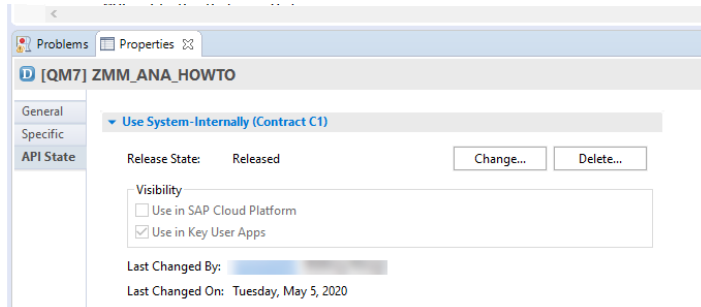 Problems Properties
[QM7] ZMM_ANA_HOWTO
General
Specific
API State
Use System-Internally (Contract C1)
Release State: Released Change... Delete...
Visibility
Use in SAP Cloud Platform
Use in Key User Apps
Last Changed By:
Last Changed On: Tuesday, May 5, 2020